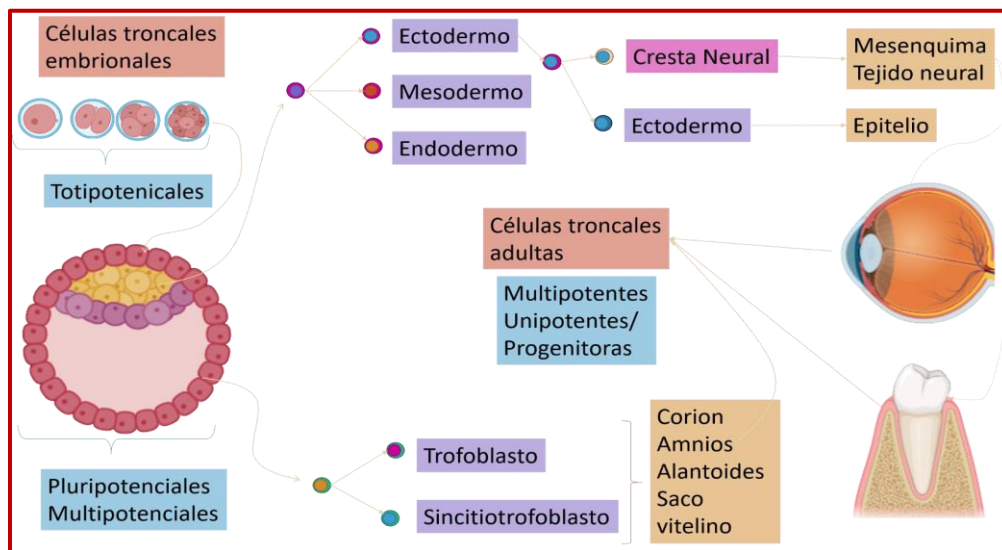 Células troncales
embrionales
Totipotenicales
Pluripotenciales
Multipotenciales
Ectodermo
Mesodermo
Endodermo
Cresta Neural
Ectodermo
Mesenquima
Tejido neural
Epitelio
Células troncales
adultas
Multipotentes
Unipotentes/
Progenitoras
Trofoblasto
Sincitiotrofoblasto
Corion
Amnios
Alantoides
Saco
vitelino